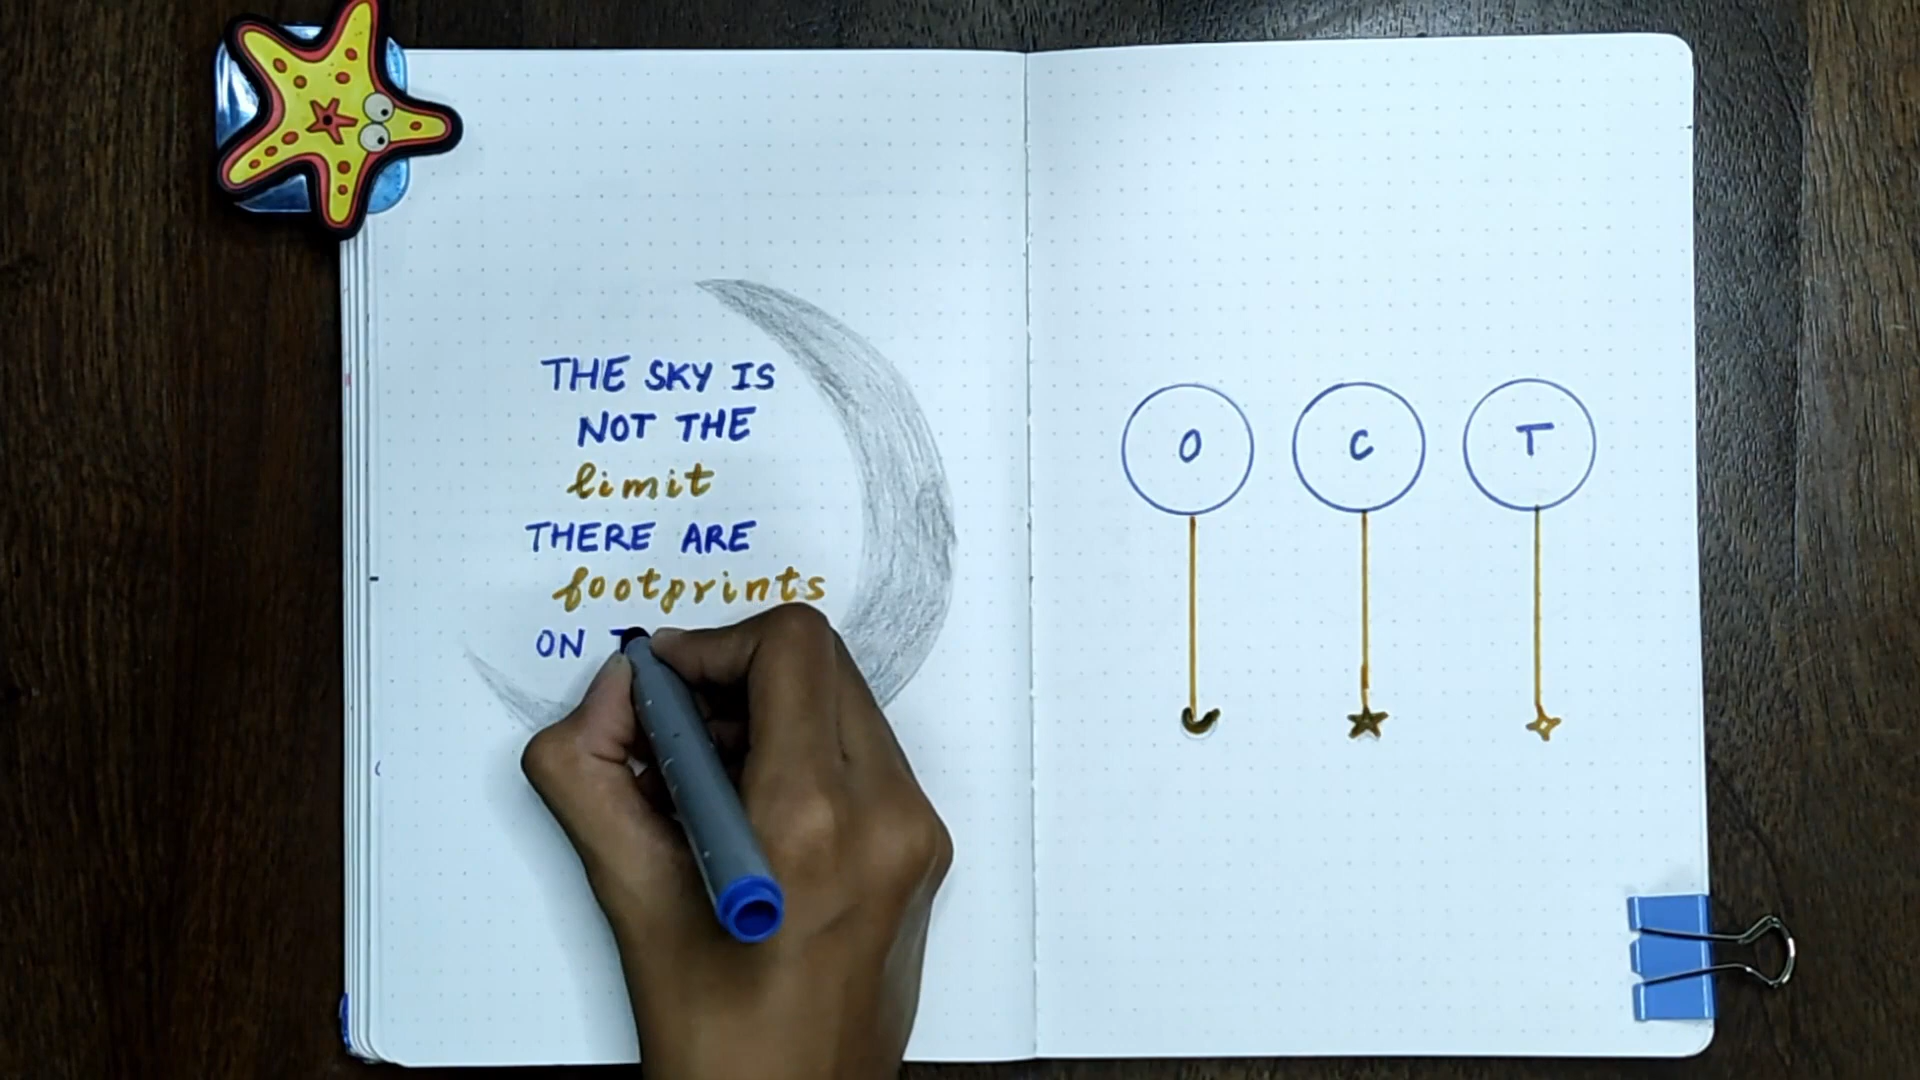 THE SKY IS
NOT THE
limit
THERE ARE
footprints
ON T
O C T